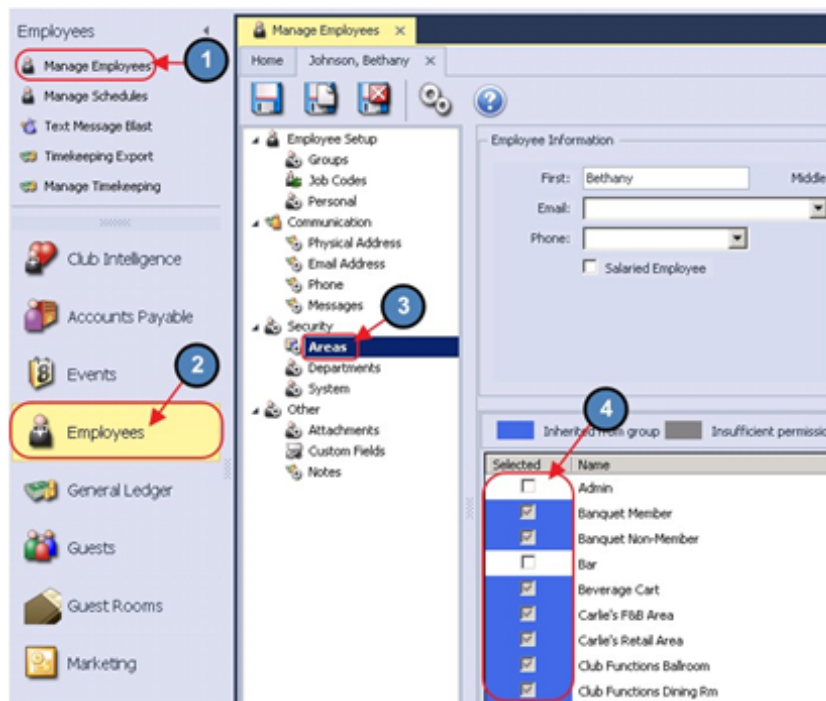 Employees
Manage Employees
1
Manage Schedules
Text Message Blast
Timekeeping Export
Manage Timekeeping
Club Intelligence
Accounts Payable
8
Events
2
Employees
General Ledger
Guests
Guest Rooms
Marketing
Manage Employees ×
Home Johnson, Bethany ×
?
Employee Setup
Groups
Job Codes
Personal
Communication
Physical Address
Email Address
Phone
Messages
3
Security
Areas
Departments
System
Other
Attachments
Custom Fields
Notes
Employee Information
First: Bethany Middle
Email:
Phone:
Salaried Employee
4
Inherited from group Insufficient permissio
Selected Name
Admin
Banquet Member
Banquet Non-Member
Bar
Beverage Cart
Carlie's F&B Area
Carlie's Retail Area
Club Functions Ballroom
Club Functions Dining Rm